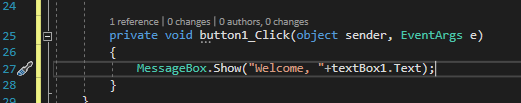 24
1 reference | 0 changes | 0 authors, 0 changes
25 private void button1_Click(object sender, EventArgs e)
26 {
27 MessageBox.Show("Welcome, "+textBox1.Text);
28 }
29 }